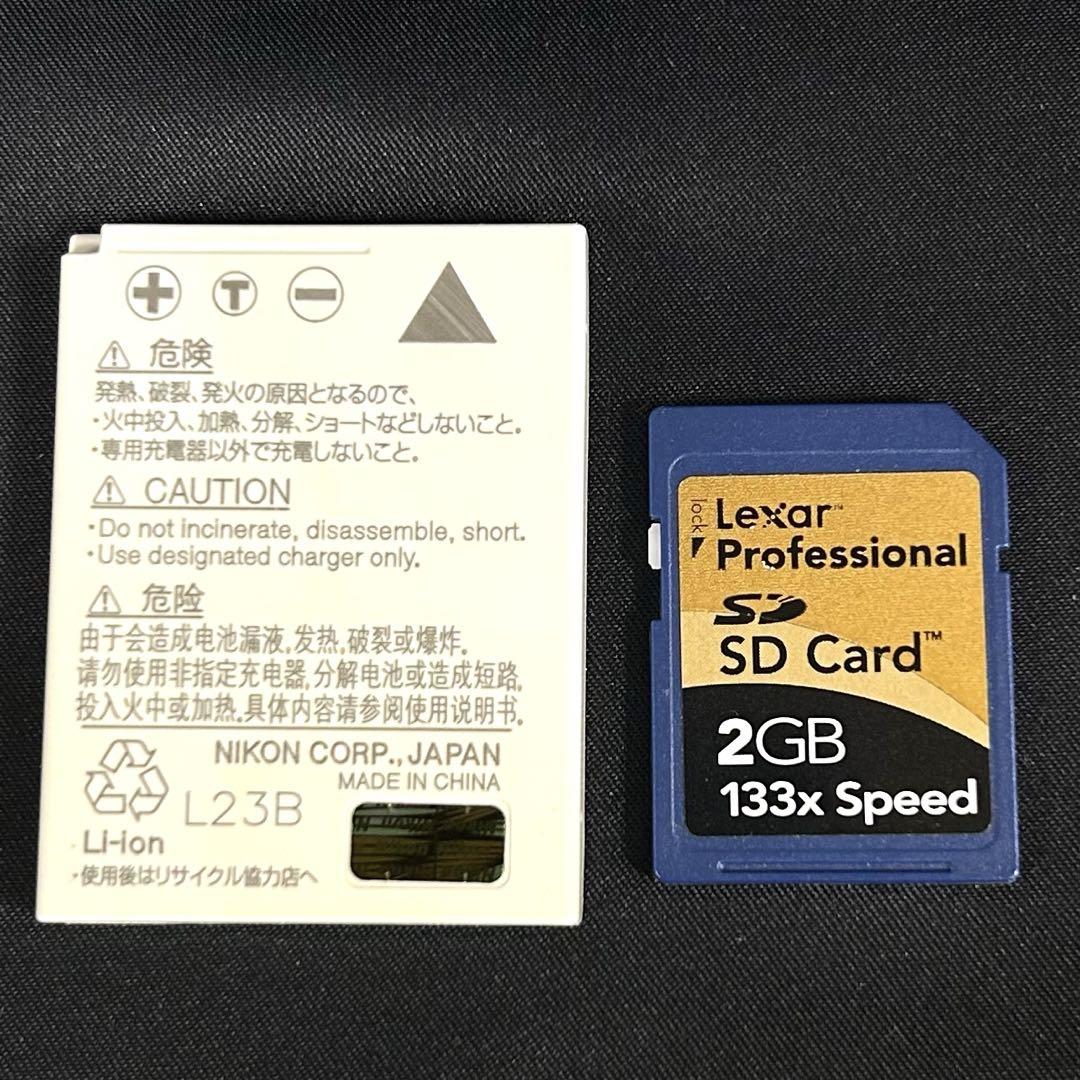 + T −
⚠ 危険
発熱、破裂、発火の原因となるので、
・火中投入、加熱、分解、ショートなどしないこと。
・専用充電器以外で充電しないこと。
⚠ CAUTION
・Do not incinerate, disassemble, short.
・Use designated charger only.
⚠ 危险
由于会造成电池漏液,发热,破裂或爆炸.
请勿使用非指定充电器,分解电池或造成短路,
投入火中或加热.具体内容请参阅使用说明书.
NIKON CORP., JAPAN
MADE IN CHINA
L23B
Li-ion
・使用後はリサイクル協力店へ
lock
Lexar™
Professional
SD
SD Card™
2GB
133x Speed